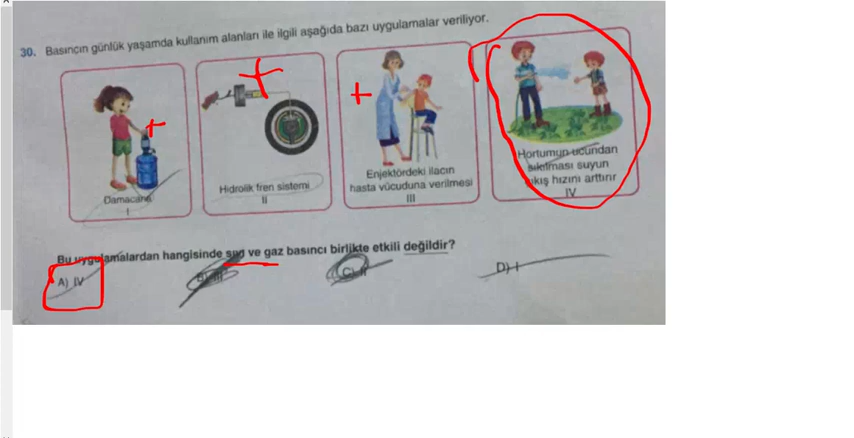 30. Basıncın günlük yaşamda kullanım alanları ile ilgili aşağıda bazı uygulamalar veriliyor.
Damacana
I
Hidrolik fren sistemi
II
Enjektördeki ilacın
hasta vücuduna verilmesi
III
Hortumun ucundan
sıkılması suyun
çıkış hızını arttırır
IV
Bu uygulamalardan hangisinde sıvı ve gaz basıncı birlikte etkili değildir?
A) IV
B) III
C) II
D) I